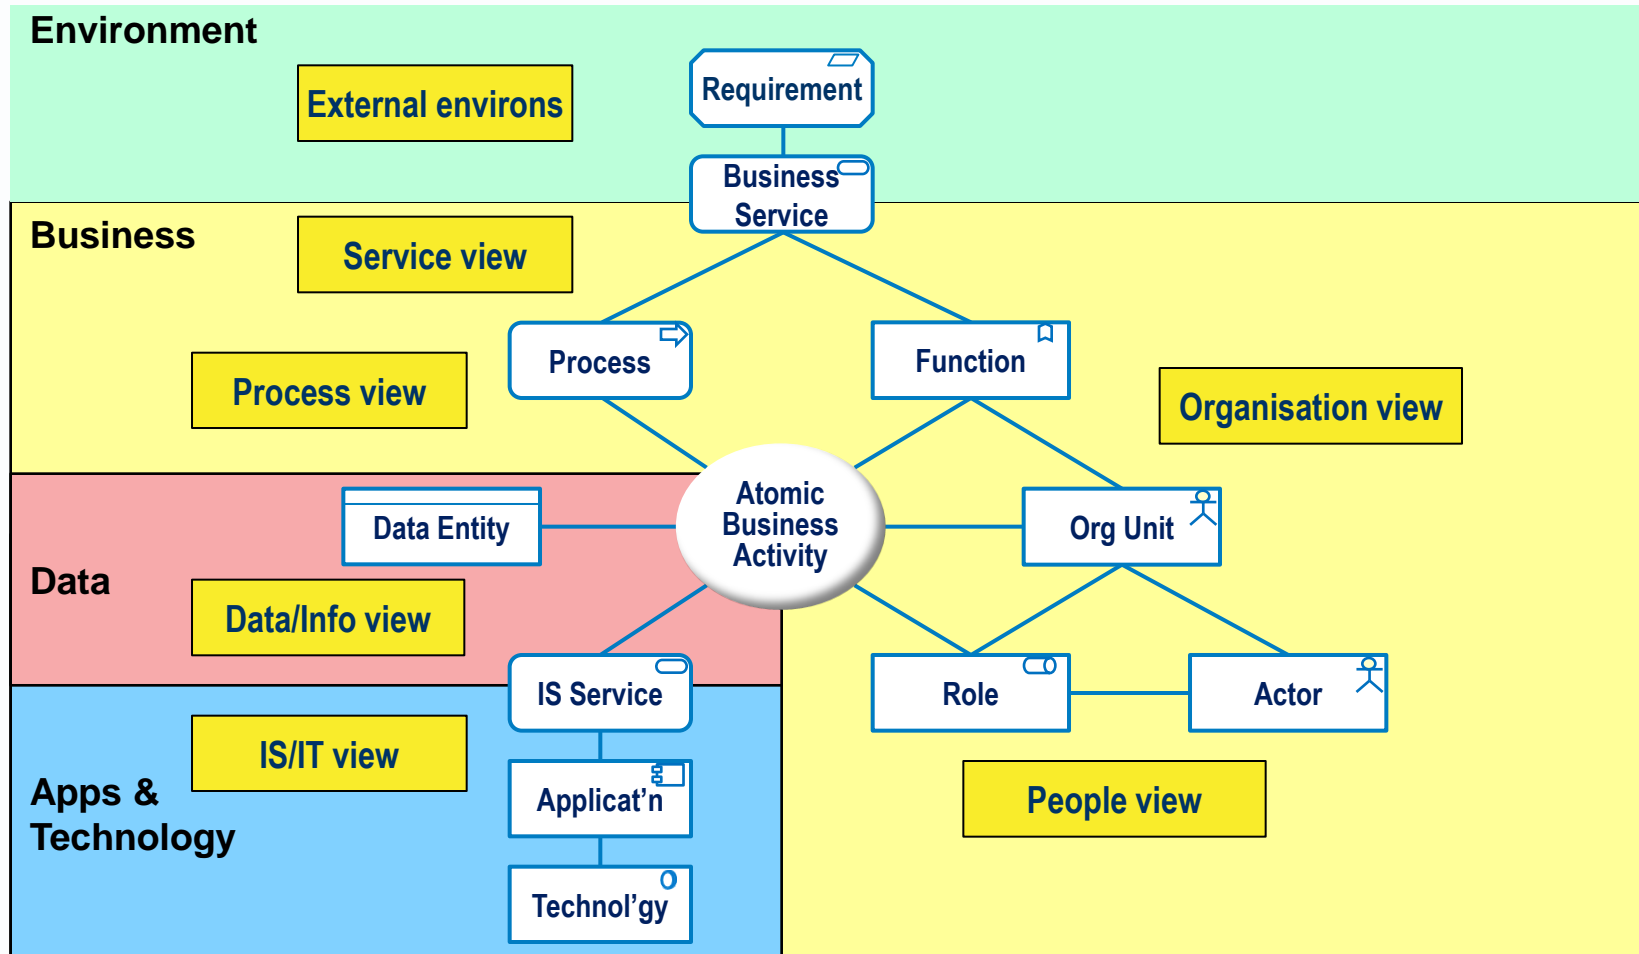 Environment
External environs
Requirement
Business
Service
Business
Service view
Process
Function
Process view
Organisation view
Atomic
Business
Activity
Data Entity
Org Unit
Data
Data/Info view
IS Service
Role
Actor
IS/IT view
Apps &
Technology
Applicat’n
People view
Technol’gy